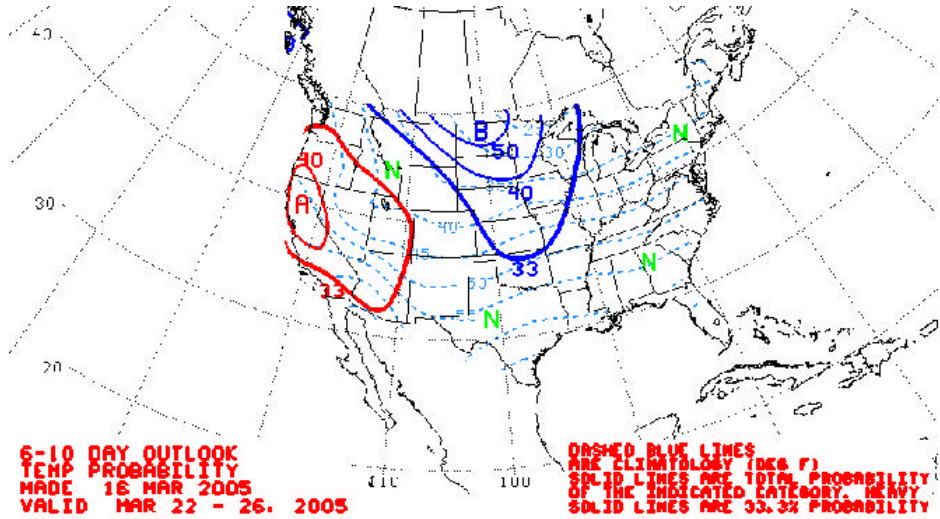 40
B
B
50
N
30
N
40
40
A
30
40
45
33
N
33
50
N
20
110
100
6-10 DAY OUTLOOK
TEMP PROBABILITY
MADE 16 MAR 2005
VALID MAR 22 - 26, 2005
DASHED BLUE LINES
ARE CLIMATOLOGY (DEG F)
SOLID LINES ARE TOTAL PROBABILITY
OF THE INDICATED CATEGORY. HEAVY
SOLID LINES ARE 33.3% PROBABILITY